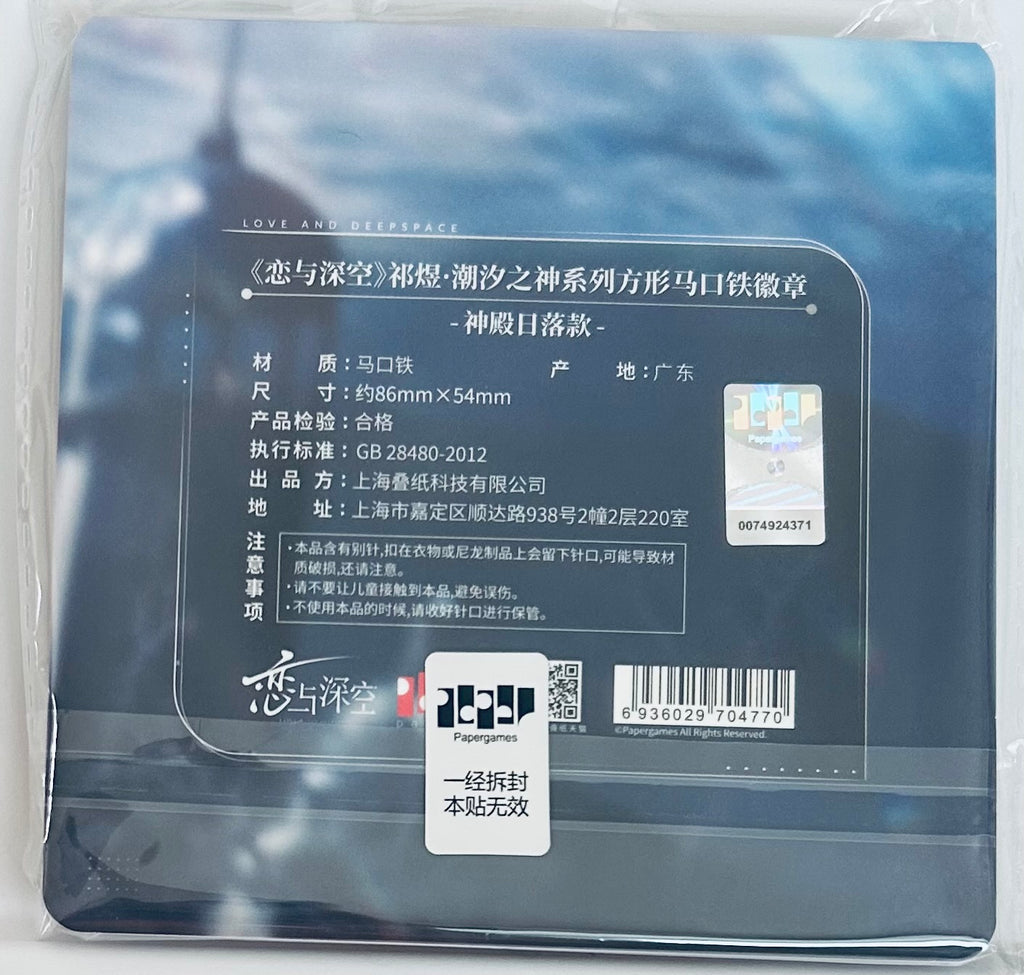 LOVE AND DEEPSPACE
《恋与深空》祁煜·潮汐之神系列方形马口铁徽章
-神殿日落款-
材 质：马口铁 产 地：广东
尺 寸：约86mm×54mm
产品检验：合格
执行标准：GB 28480-2012
出 品 方：上海叠纸科技有限公司
地 址：上海市嘉定区顺达路938号2幢2层220室
注意事项
·本品含有别针,扣在衣物或尼龙制品上会留下针口,可能导致材
质破损,还请注意。
·请不要让儿童接触到本品,避免误伤。
·不使用本品的时候,请收好针口进行保管。
Papergames
0074924371
恋与深空
Papergames
一经拆封
本贴无效
6 936029 704770
©Papergames All Rights Reserved.